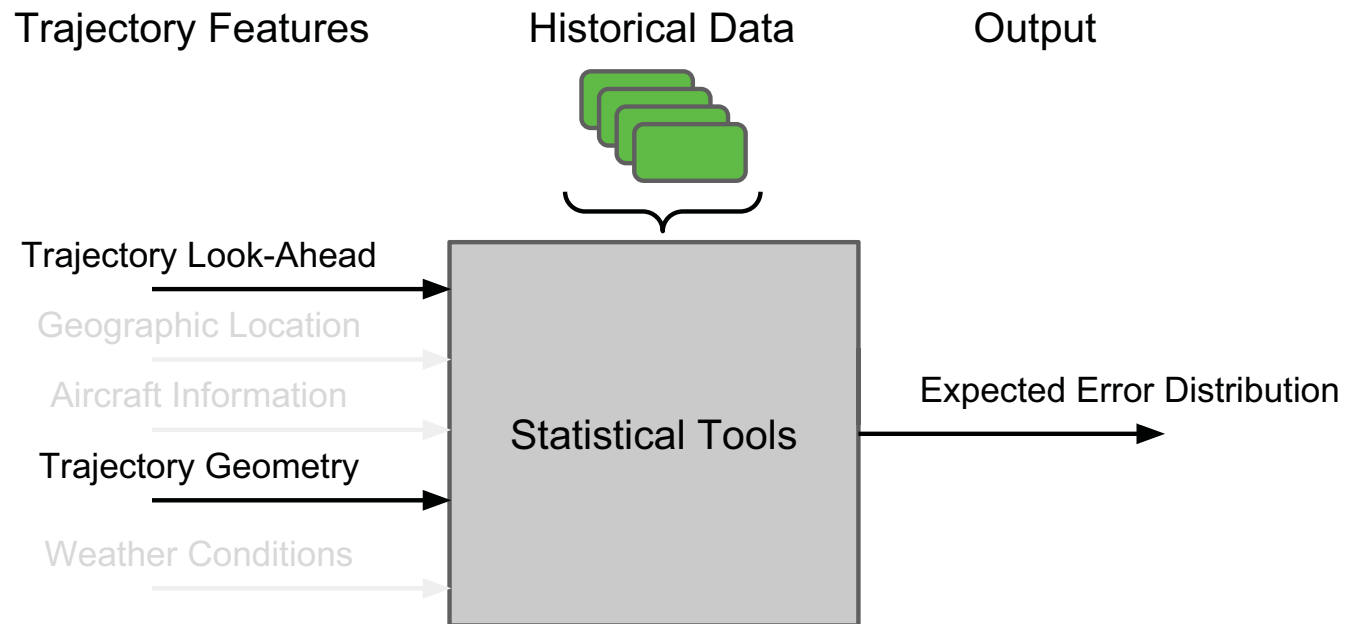 Trajectory Features
Historical Data
Output
Trajectory Look-Ahead
Geographic Location
Aircraft Information
Trajectory Geometry
Weather Conditions
Statistical Tools
Expected Error Distribution